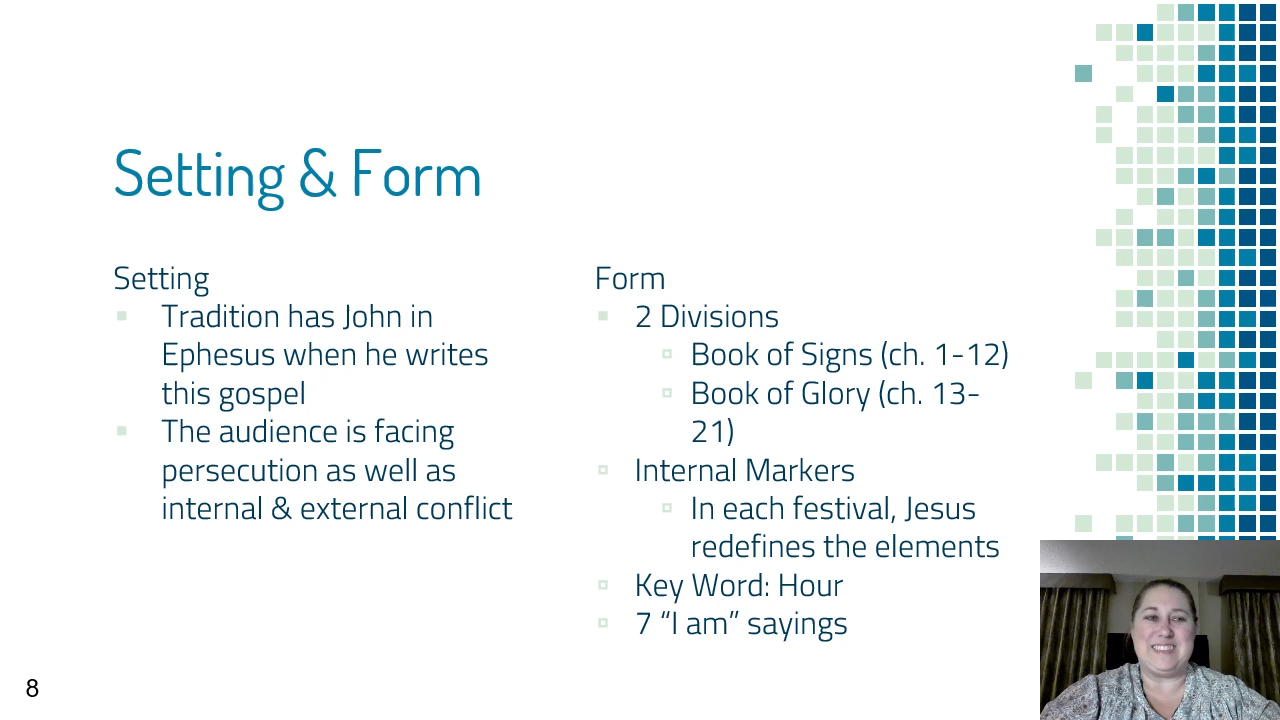 Setting & Form
Setting
Tradition has John in
Ephesus when he writes
this gospel
The audience is facing
persecution as well as
internal & external conflict
Form
2 Divisions
Book of Signs (ch. 1-12)
Book of Glory (ch. 13-
21)
Internal Markers
In each festival, Jesus
redefines the elements
Key Word: Hour
7 “I am” sayings
8